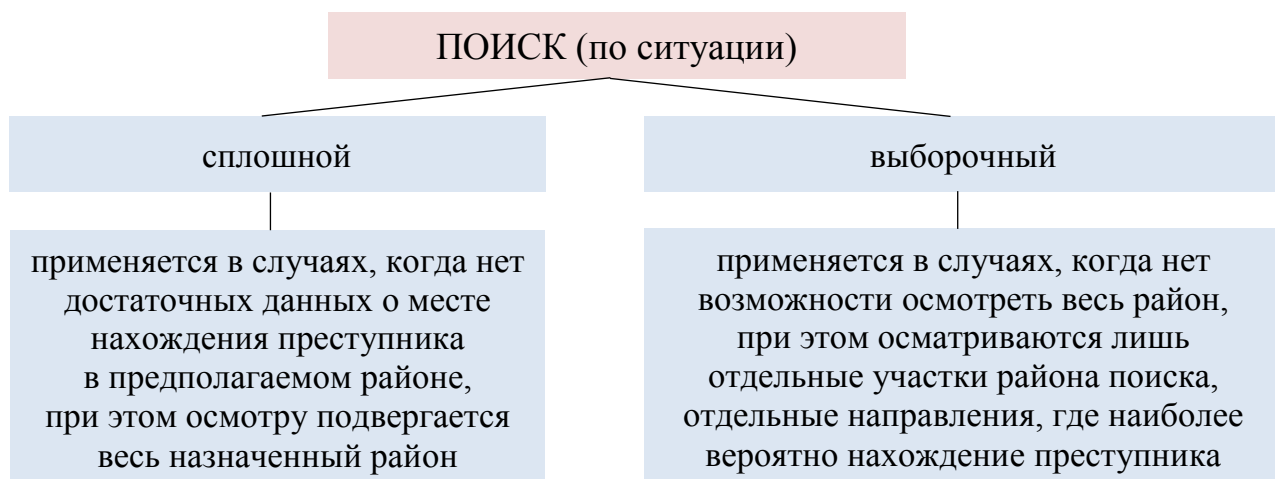 ПОИСК (по ситуации)
сплошной
применяется в случаях, когда нет
достаточных данных о месте
нахождения преступника
в предполагаемом районе,
при этом осмотру подвергается
весь назначенный район
выборочный
применяется в случаях, когда нет
возможности осмотреть весь район,
при этом осматриваются лишь
отдельные участки района поиска,
отдельные направления, где наиболее
вероятно нахождение преступника